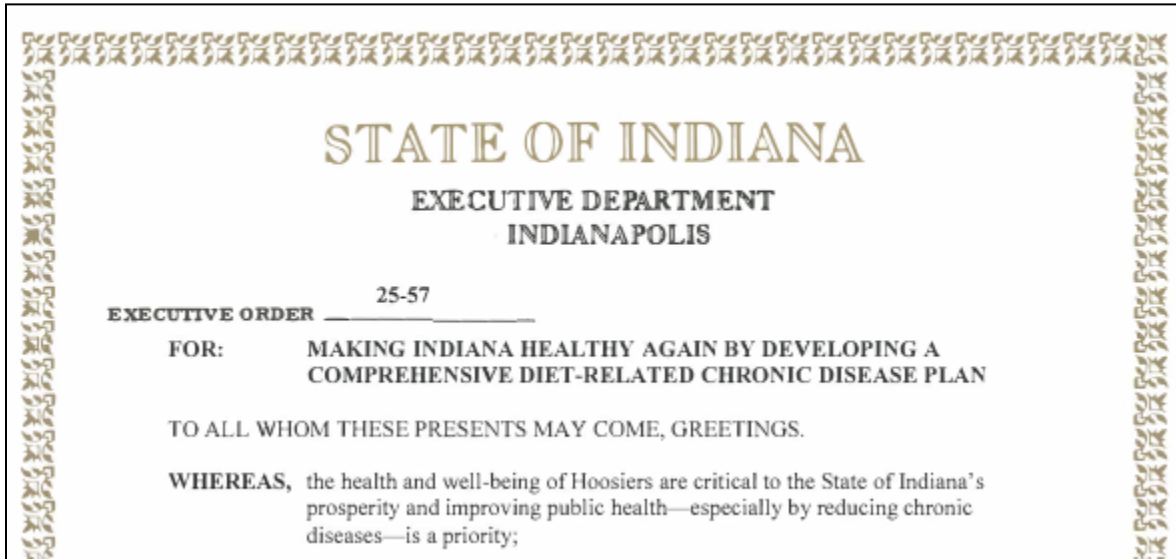 STATE OF INDIANA
EXECUTIVE DEPARTMENT
INDIANAPOLIS
25-57
EXECUTIVE ORDER
FOR: MAKING INDIANA HEALTHY AGAIN BY DEVELOPING A
COMPREHENSIVE DIET-RELATED CHRONIC DISEASE PLAN
TO ALL WHOM THESE PRESENTS MAY COME, GREETINGS.
WHEREAS, the health and well-being of Hoosiers are critical to the State of Indiana's
prosperity and improving public health—especially by reducing chronic
diseases—is a priority;